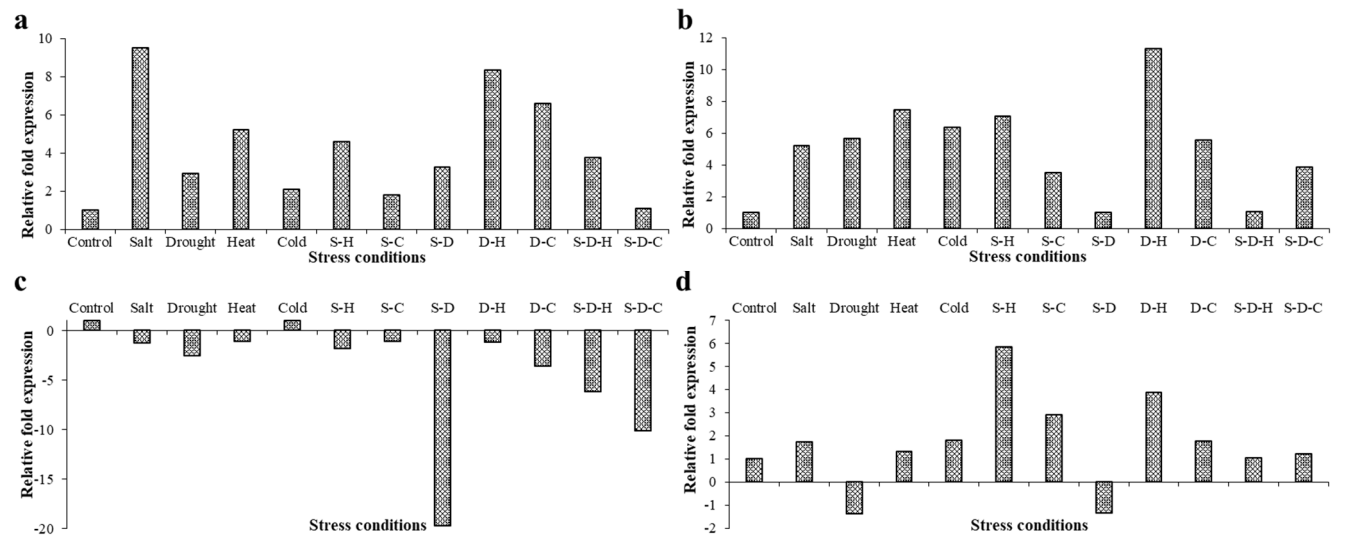 a
Relative fold expression
10
8
6
4
2
0
Control Salt Drought Heat Cold S-H S-C S-D D-H D-C S-D-H S-D-C
Stress conditions
b
Relative fold expression
12
10
8
6
4
2
0
Control Salt Drought Heat Cold S-H S-C S-D D-H D-C S-D-H S-D-C
Stress conditions
c
Control Salt Drought Heat Cold S-H S-C S-D D-H D-C S-D-H S-D-C
Relative fold expression
-0
-5
-10
-15
-20
Stress conditions
d
Control Salt Drought Heat Cold S-H S-C S-D D-H D-C S-D-H S-D-C
Relative fold expression
7
6
5
4
3
2
1
0
-1
-2
Stress conditions